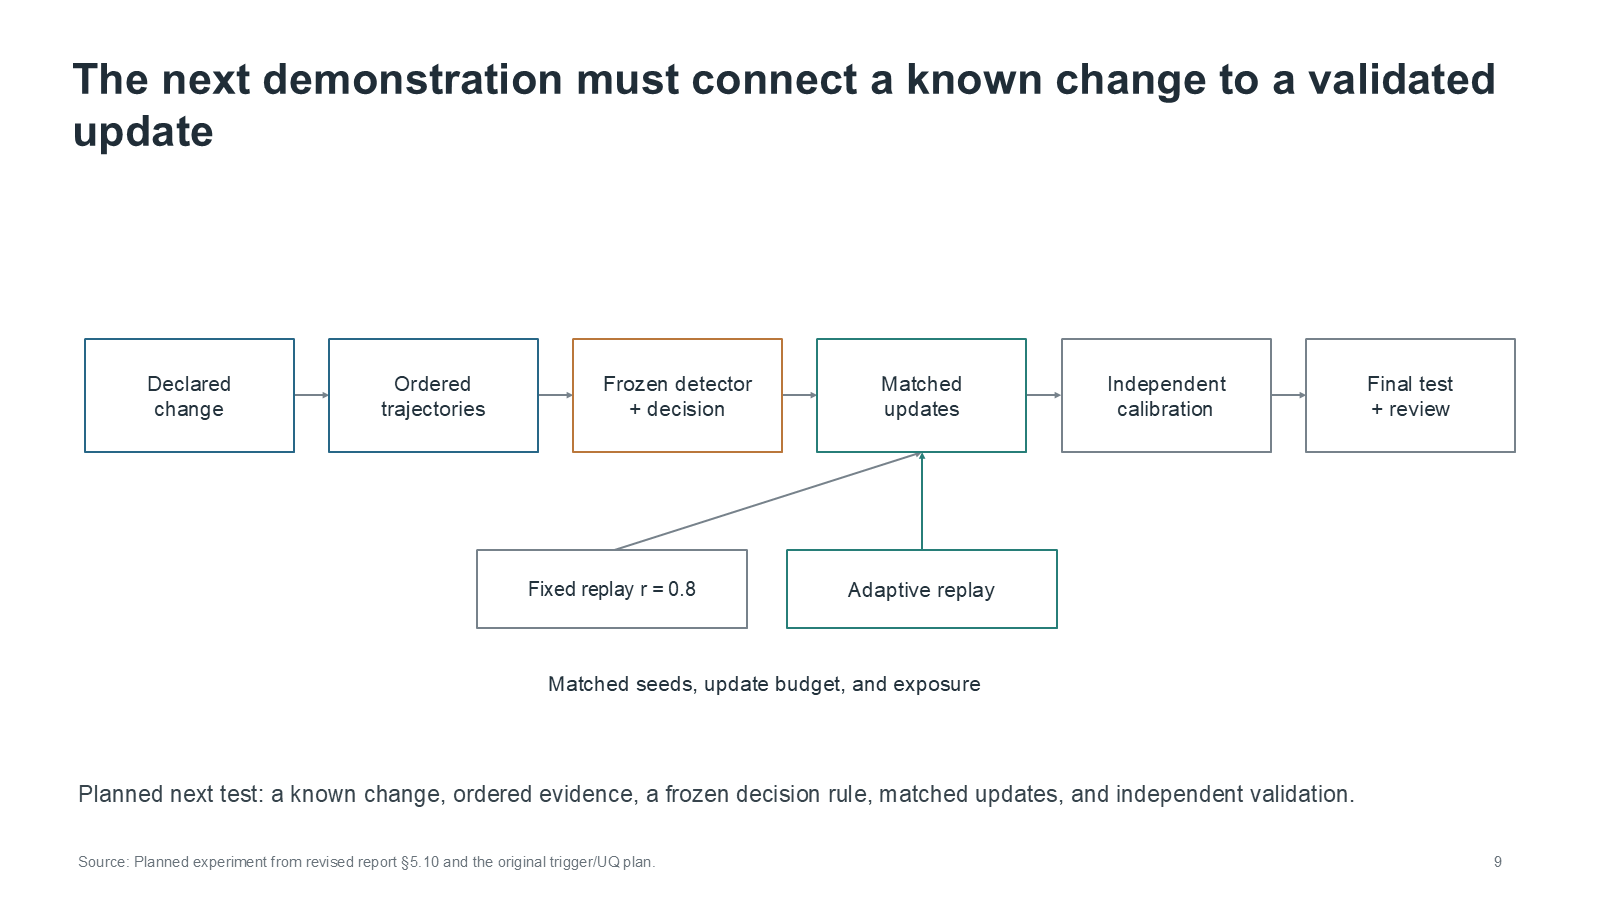 The next demonstration must connect a known change to a validated
update
Declared
change
Ordered
trajectories
Frozen detector
+ decision
Matched
updates
Independent
calibration
Final test
+ review
Fixed replay r = 0.8
Adaptive replay
Matched seeds, update budget, and exposure
Planned next test: a known change, ordered evidence, a frozen decision rule, matched updates, and independent validation.
Source: Planned experiment from revised report §5.10 and the original trigger/UQ plan.
9